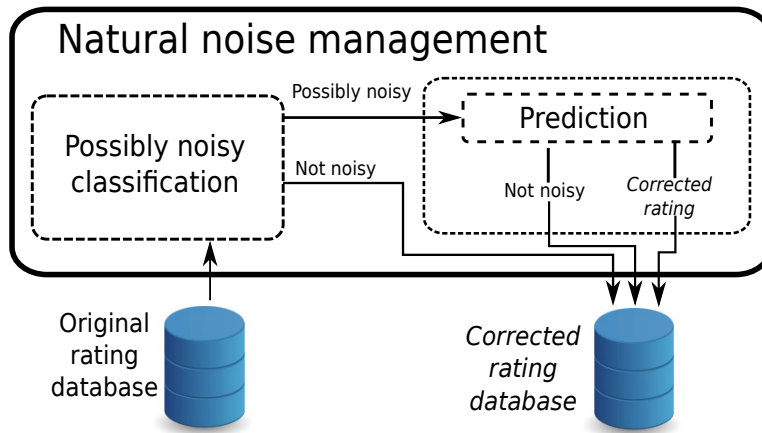 Natural noise management
Possibly noisy
Prediction
Possibly noisy
classification
Not noisy
Not noisy
Corrected
rating
Original
rating
database
Corrected
rating
database